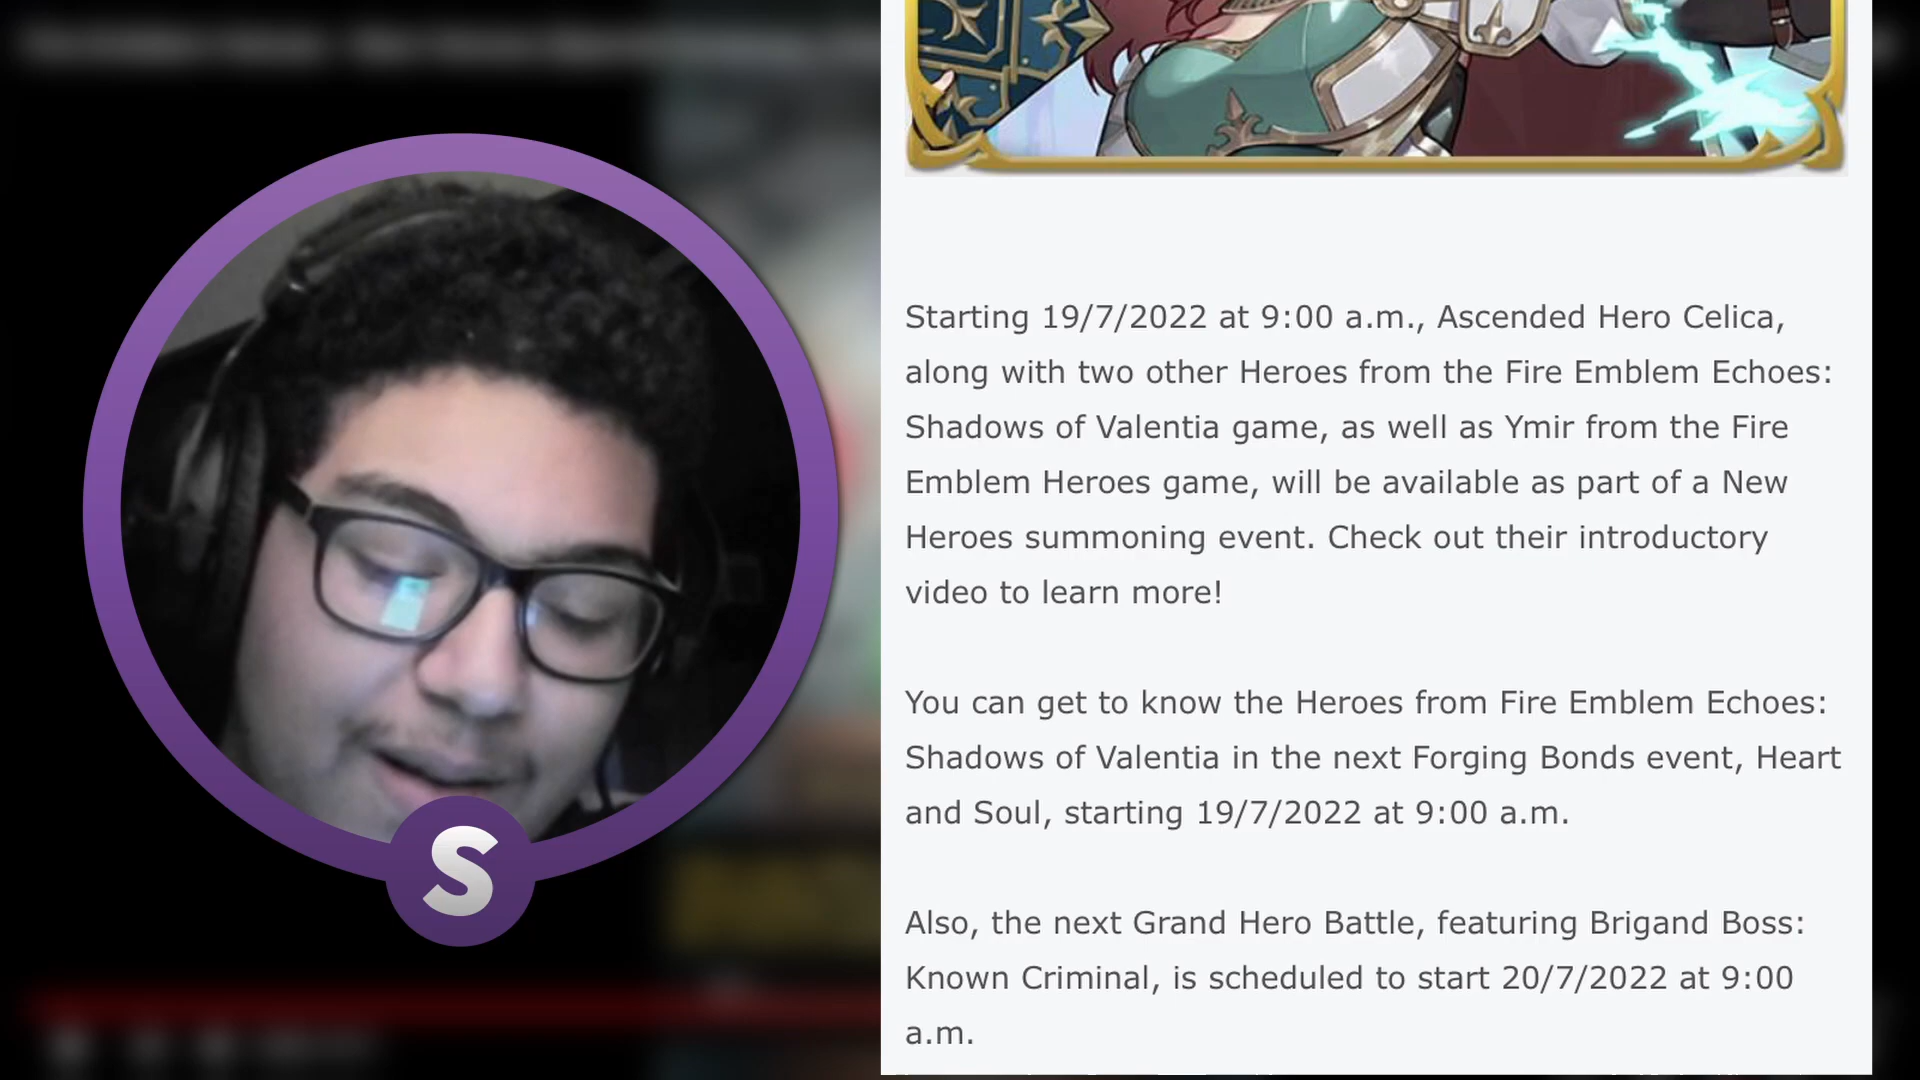 Starting 19/7/2022 at 9:00 a.m., Ascended Hero Celica,
along with two other Heroes from the Fire Emblem Echoes:
Shadows of Valentia game, as well as Ymir from the Fire
Emblem Heroes game, will be available as part of a New
Heroes summoning event. Check out their introductory
video to learn more!
You can get to know the Heroes from Fire Emblem Echoes:
Shadows of Valentia in the next Forging Bonds event, Heart
and Soul, starting 19/7/2022 at 9:00 a.m.
Also, the next Grand Hero Battle, featuring Brigand Boss:
Known Criminal, is scheduled to start 20/7/2022 at 9:00
a.m.
S